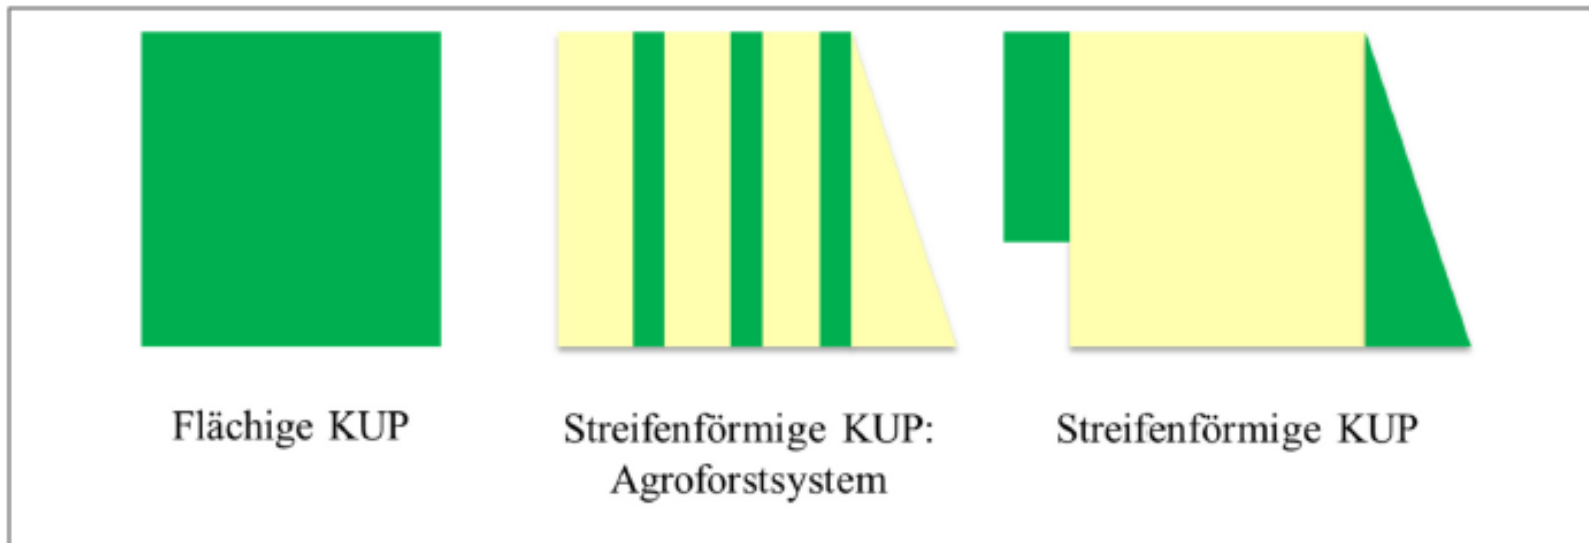 Flächige KUP
Streifenförmige KUP:
Agroforstsystem
Streifenförmige KUP